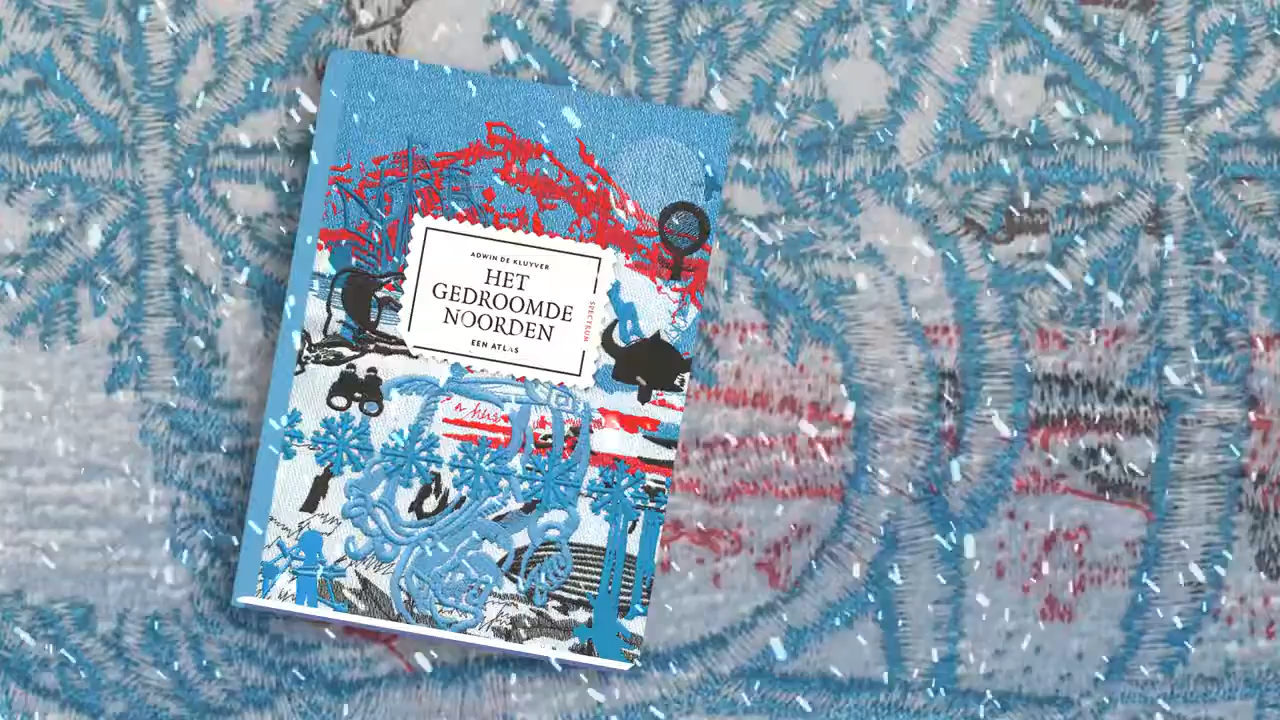 ADWIN DE KLUYVER
HET
GEDROOMDE
NOORDEN
EEN ATLAS
SPECTRUM